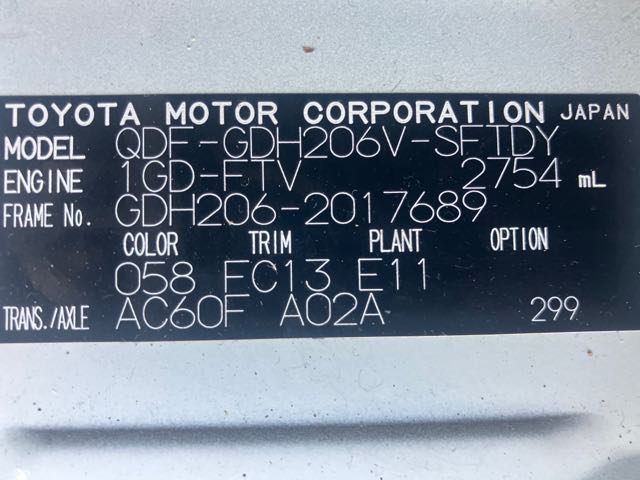 TOYOTA MOTOR CORPORATION JAPAN
MODEL QDF-GDH206V-SFTDY
ENGINE 1GD-FTV 2754 mL
FRAME No. GDH206-2017689
COLOR TRIM PLANT OPTION
058 FC13 E11
TRANS./AXLE AC60F A02A 299